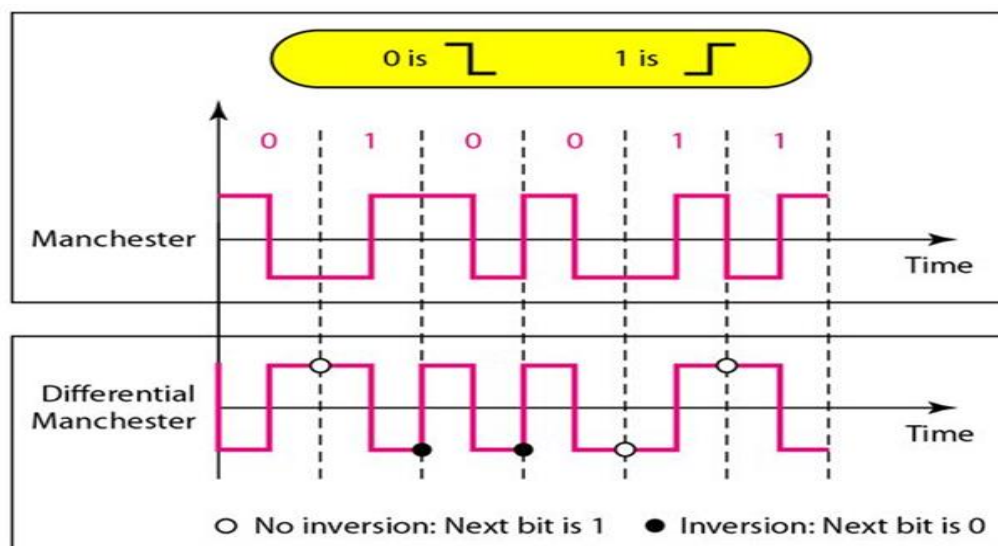 0 is 1 is
0 1 0 0 1 1
Manchester
Time
Differential
Manchester
Time
No inversion: Next bit is 1 Inversion: Next bit is 0